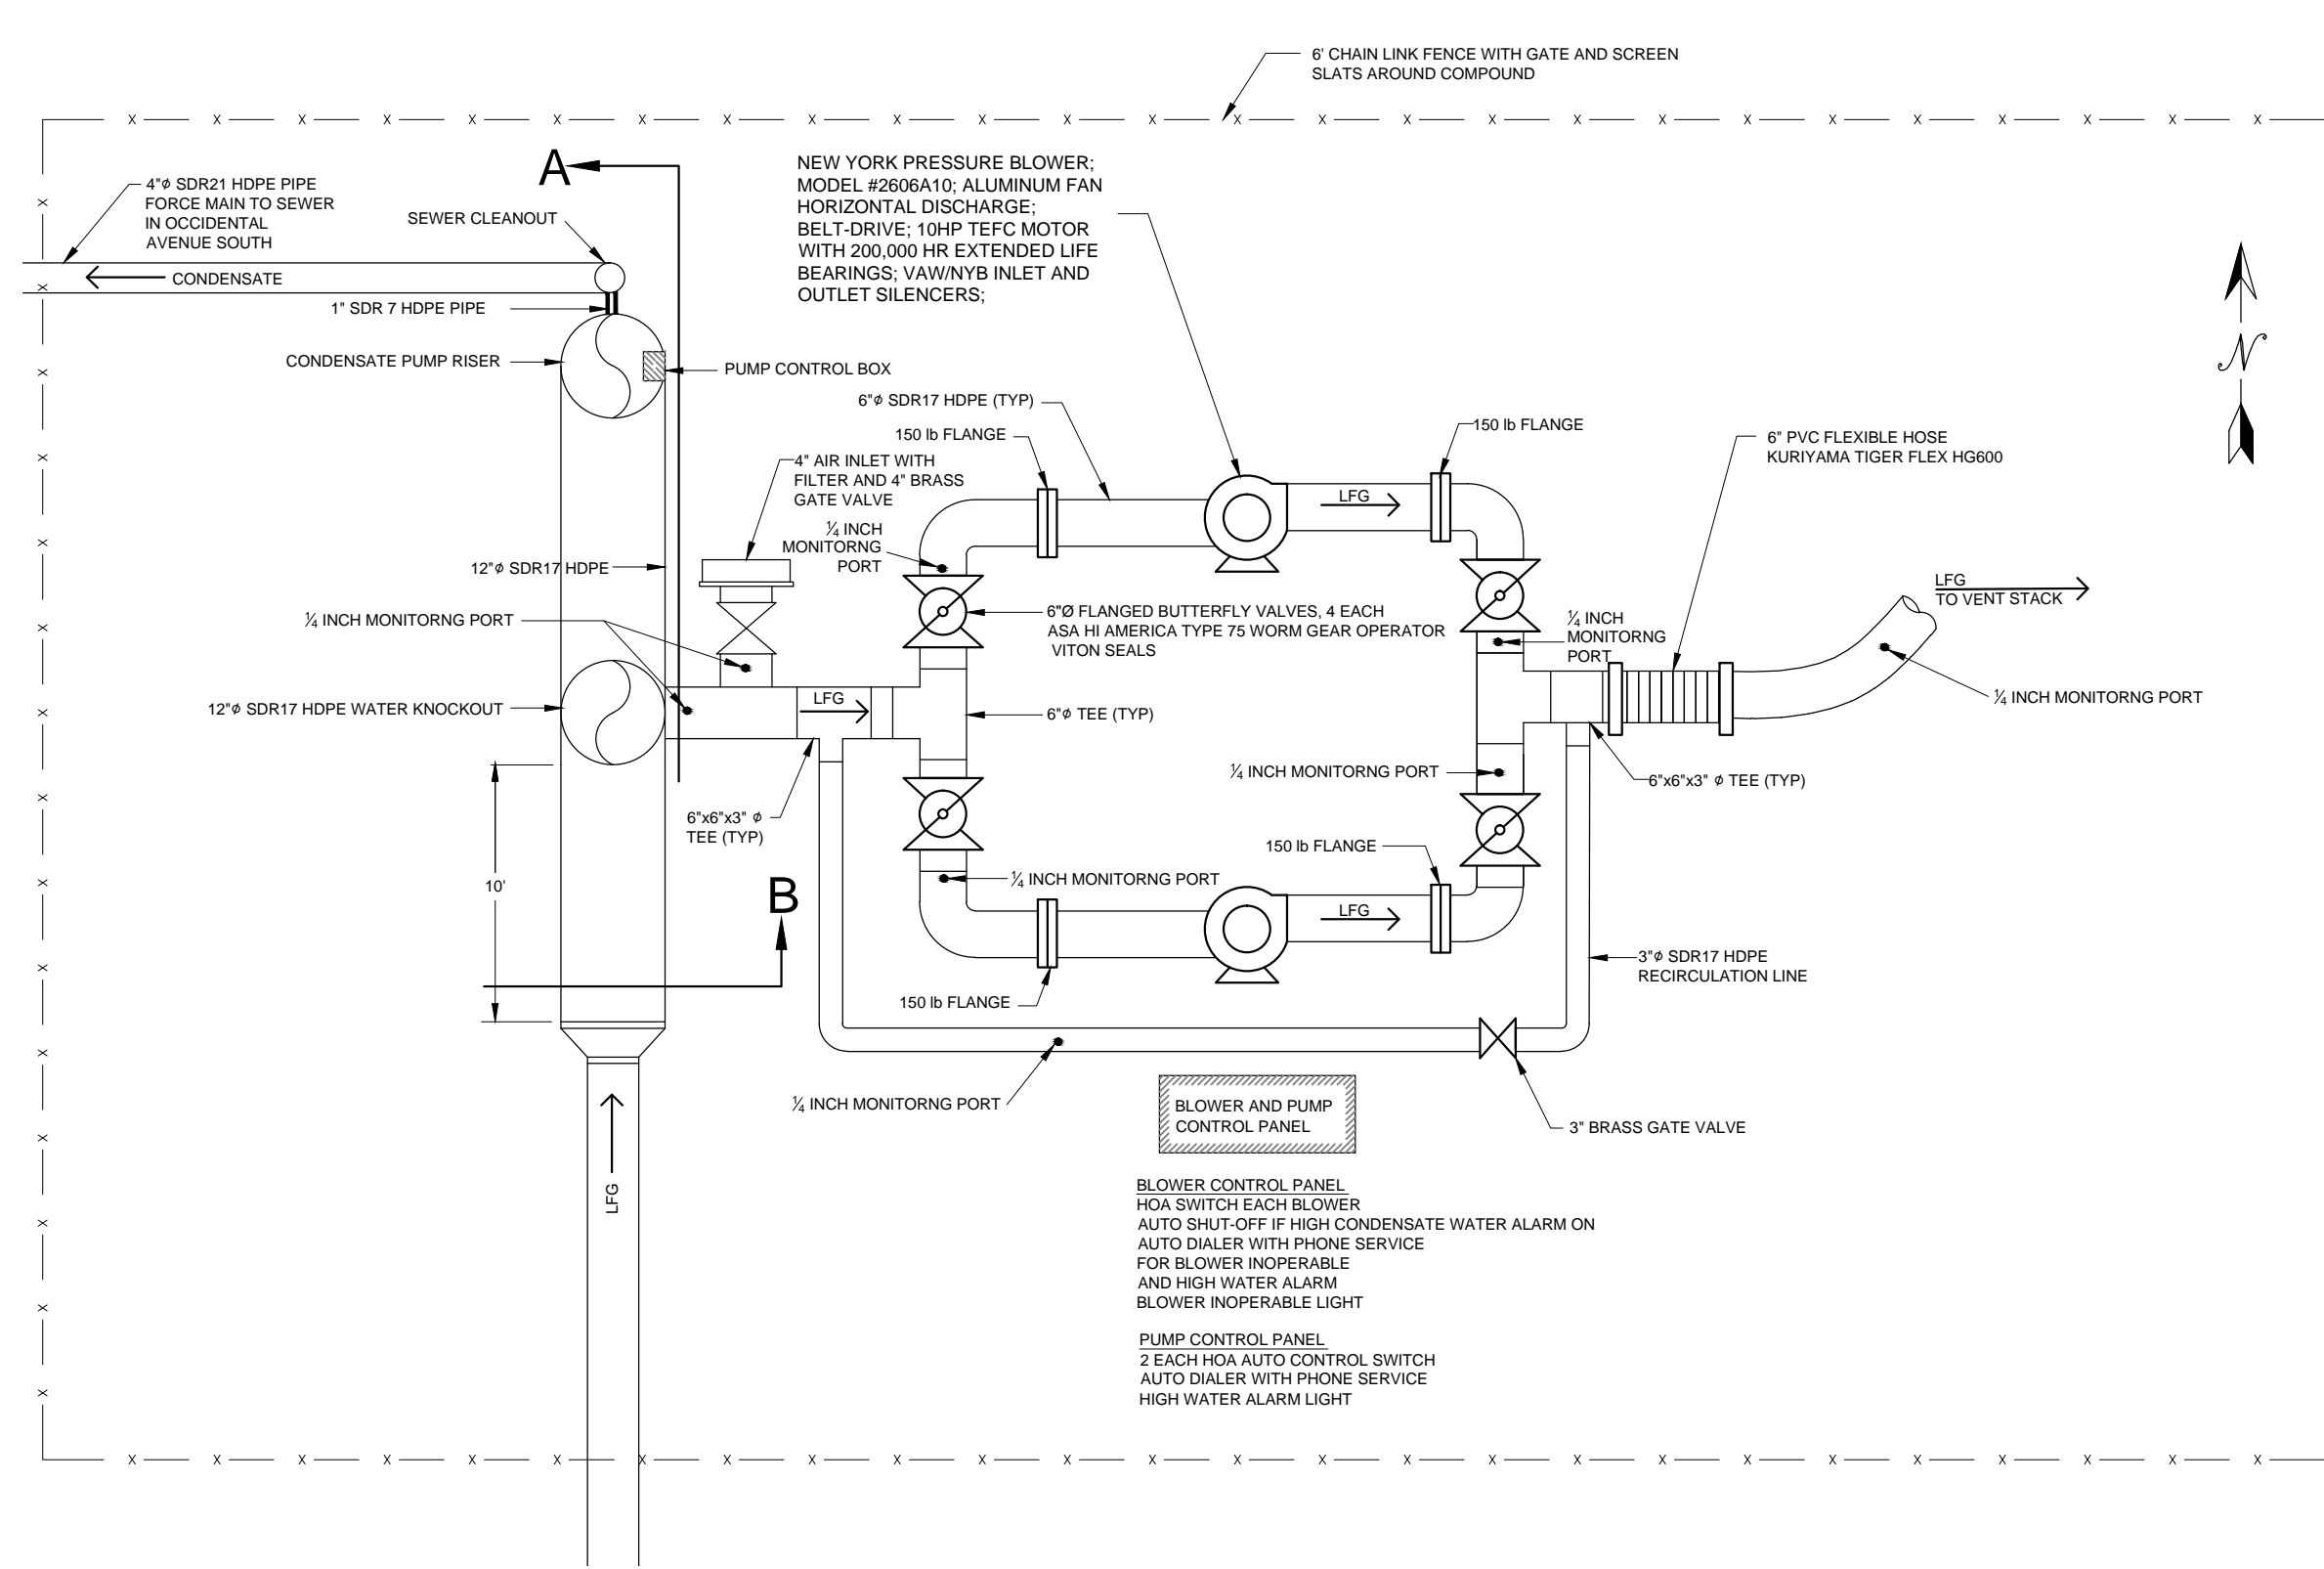 6' CHAIN LINK FENCE WITH GATE AND SCREEN
SLATS AROUND COMPOUND
A
NEW YORK PRESSURE BLOWER;
MODEL #2606A10; ALUMINUM FAN
HORIZONTAL DISCHARGE;
BELT-DRIVE; 10HP TEFC MOTOR
WITH 200,000 HR EXTENDED LIFE
BEARINGS; VAW/NYB INLET AND
OUTLET SILENCERS;
4"ϕ SDR21 HDPE PIPE
FORCE MAIN TO SEWER
IN OCCIDENTAL
AVENUE SOUTH
SEWER CLEANOUT
CONDENSATE
1" SDR 7 HDPE PIPE
CONDENSATE PUMP RISER
PUMP CONTROL BOX
N
6"ϕ SDR17 HDPE (TYP)
150 lb FLANGE
150 lb FLANGE
6" PVC FLEXIBLE HOSE
KURIYAMA TIGER FLEX HG600
4" AIR INLET WITH
FILTER AND 4" BRASS
GATE VALVE
LFG
¼ INCH
MONITORNG
PORT
12"ϕ SDR17 HDPE
LFG
TO VENT STACK
¼ INCH MONITORNG PORT
6"Ø FLANGED BUTTERFLY VALVES, 4 EACH
ASA HI AMERICA TYPE 75 WORM GEAR OPERATOR
VITON SEALS
¼ INCH
MONITORNG
PORT
¼ INCH MONITORNG PORT
12"ϕ SDR17 HDPE WATER KNOCKOUT
LFG
6"ϕ TEE (TYP)
¼ INCH MONITORNG PORT
6"x6"x3" ϕ TEE (TYP)
6"x6"x3" ϕ
TEE (TYP)
150 lb FLANGE
10'
¼ INCH MONITORNG PORT
B
LFG
3"ϕ SDR17 HDPE
RECIRCULATION LINE
150 lb FLANGE
¼ INCH MONITORNG PORT
BLOWER AND PUMP
CONTROL PANEL
3" BRASS GATE VALVE
LFG
BLOWER CONTROL PANEL
HOA SWITCH EACH BLOWER
AUTO SHUT-OFF IF HIGH CONDENSATE WATER ALARM ON
AUTO DIALER WITH PHONE SERVICE
FOR BLOWER INOPERABLE
AND HIGH WATER ALARM
BLOWER INOPERABLE LIGHT
PUMP CONTROL PANEL
2 EACH HOA AUTO CONTROL SWITCH
AUTO DIALER WITH PHONE SERVICE
HIGH WATER ALARM LIGHT